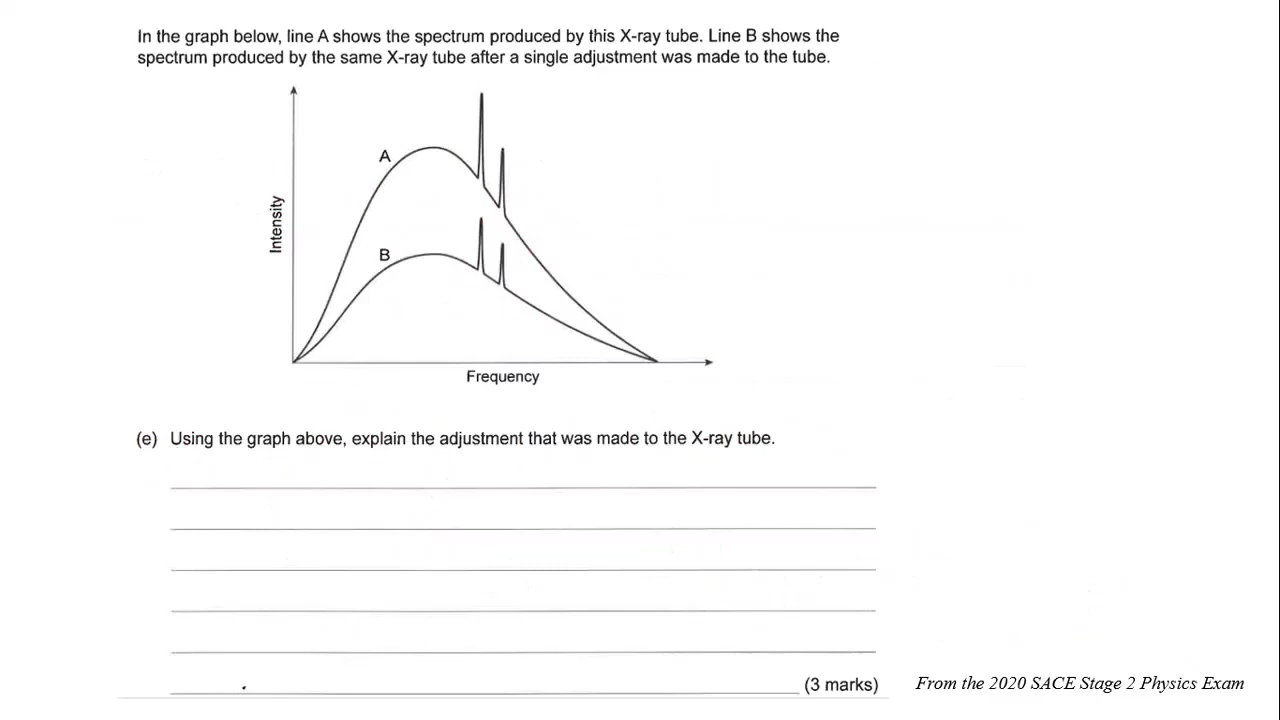 In the graph below, line A shows the spectrum produced by this X-ray tube. Line B shows the
spectrum produced by the same X-ray tube after a single adjustment was made to the tube.
A
B
Intensity
Frequency
(e) Using the graph above, explain the adjustment that was made to the X-ray tube.
(3 marks)
From the 2020 SACE Stage 2 Physics Exam